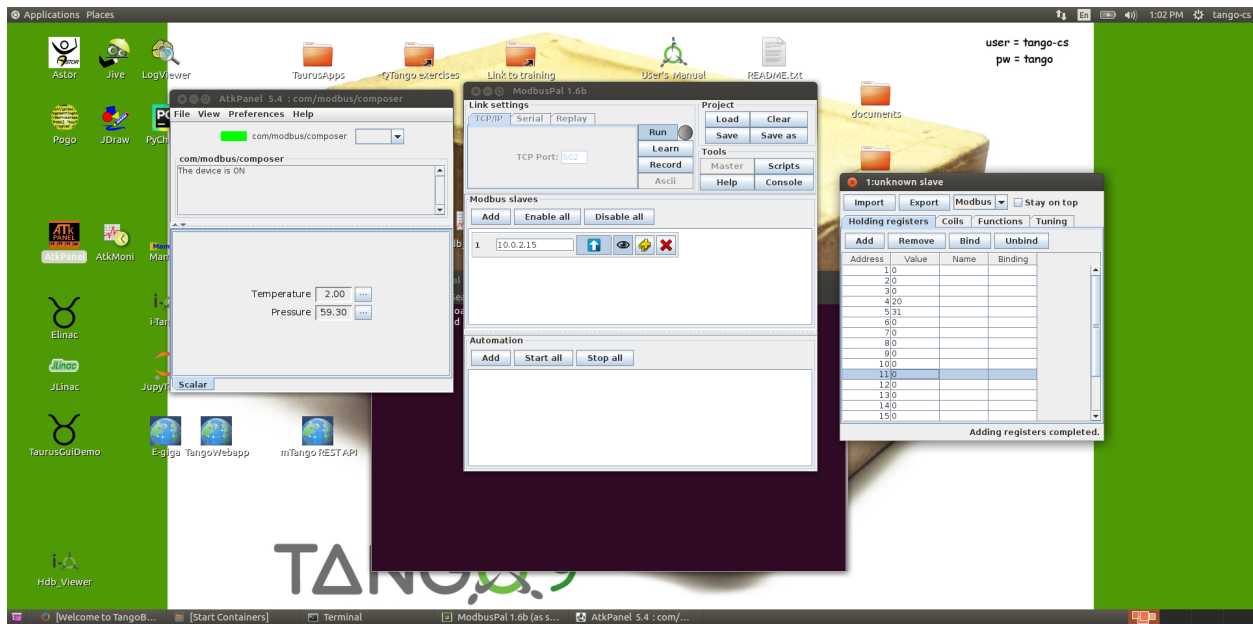 Applications Places
En
1:02 PM
tango-cs
user = tango-cs
pw = tango
Astor
Jive
LogViewer
TaurusApps
QTango exercises
Link to training
User's Manual
README.txt
documents
Pogo
JDraw
PyCh
AtkPanel
AtkMoni
Man
Elinac
i-Tan
JLinac
JupyT
TaurusGuiDemo
E-giga
TangoWebapp
mTango REST API
Hdb_Viewer
TANGO 9
AtkPanel 5.4 : com/modbus/composer
File View Preferences Help
com/modbus/composer
com/modbus/composer
The device is ON
Temperature 2.00 ...
Pressure 59.30 ...
Scalar
ModbusPal 1.6b
Link settings
TCP/IP Serial Replay
TCP Port: 502
Run
Learn
Record
Ascii
Project
Load Clear
Save Save as
Tools
Master Scripts
Help Console
Modbus slaves
Add Enable all Disable all
1 10.0.2.15
Automation
Add Start all Stop all
1:unknown slave
Import Export Modbus Stay on top
Holding registers Coils Functions Tuning
Add Remove Bind Unbind
Address Value Name Binding
1 0
2 0
3 0
4 20
5 31
6 0
7 0
8 0
9 0
10 0
11 0
12 0
13 0
14 0
15 0
Adding registers completed.
[Welcome to TangoB...
[Start Containers]
Terminal
ModbusPal 1.6b (as s...
AtkPanel 5.4 : com/...